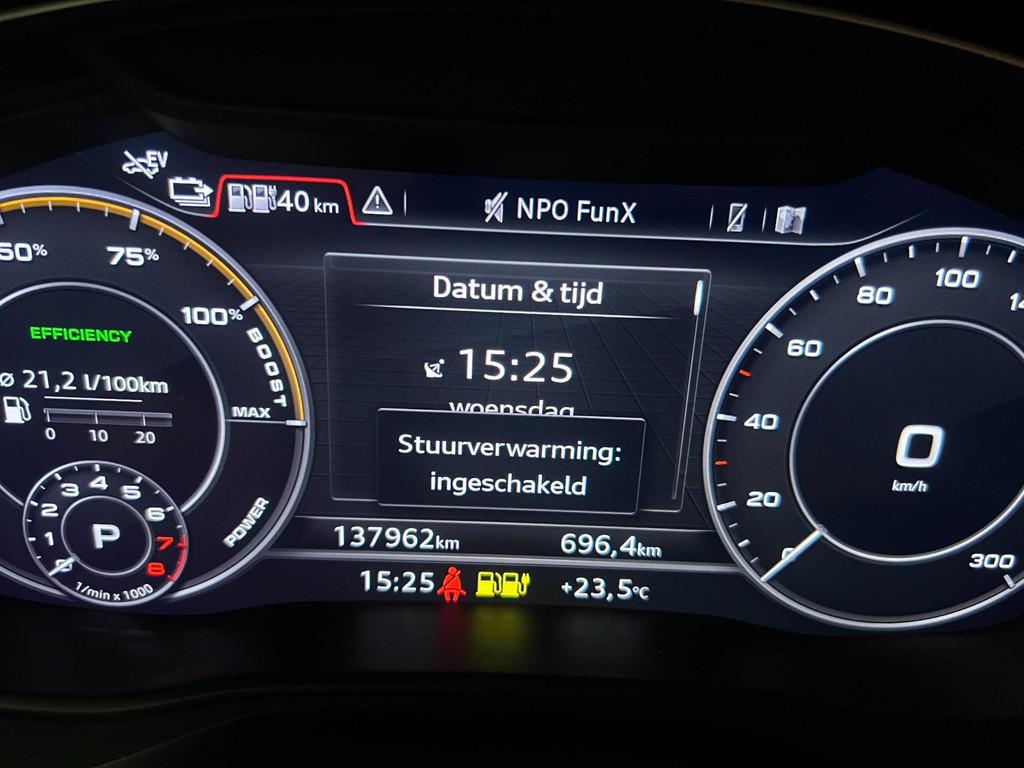 EV
40 km
NPO FunX
50%
75%
100%
BOOST
MAX
POWER
EFFICIENCY
ø 21,2 l/100km
0 10 20
1 2 3 4 5 6 7 8
P
1/min x 1000
Datum & tijd
15:25
woensdag
Stuurverwarming:
ingeschakeld
137962km
696,4km
15:25
+23,5°C
0 20 40 60 80 100
300
0
km/h